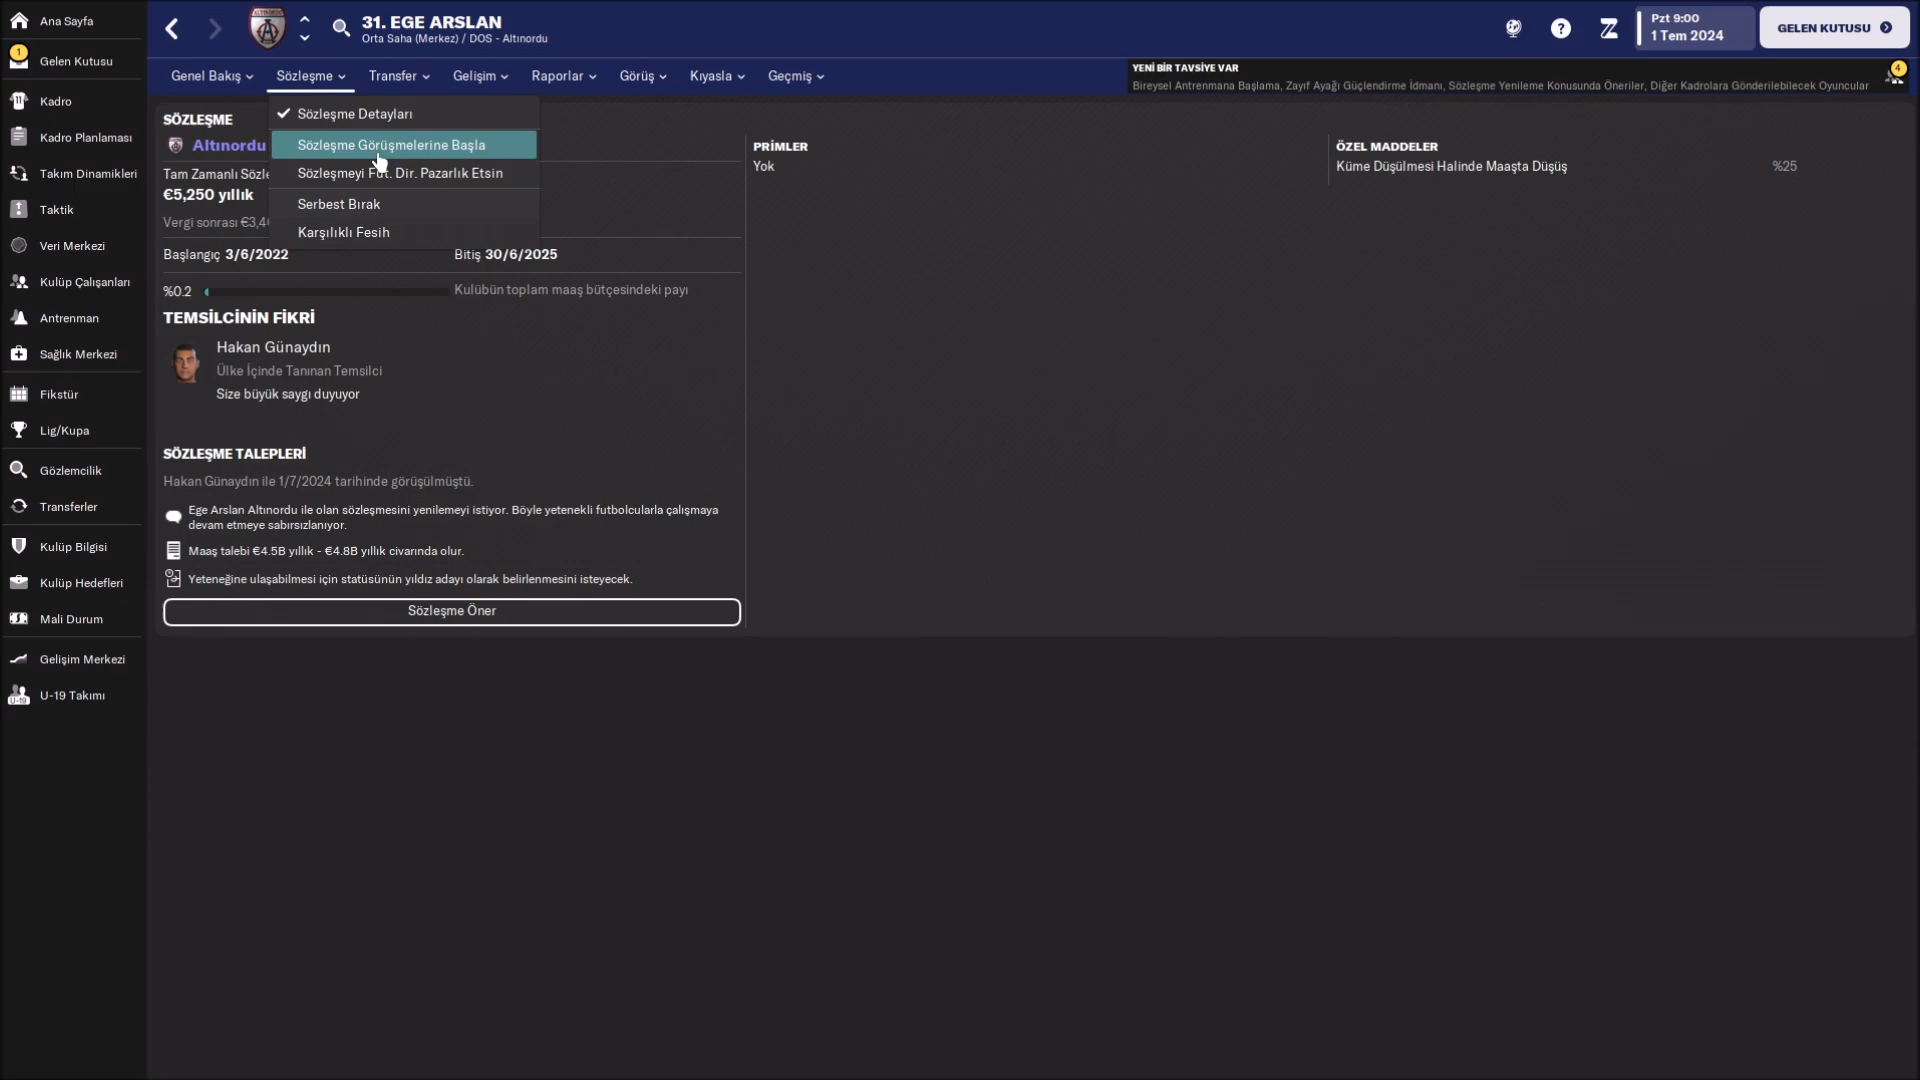 Ana Sayfa
1
Gelen Kutusu
Kadro
Kadro Planlaması
Takım Dinamikleri
Taktik
Veri Merkezi
Kulüp Çalışanları
Antrenman
Sağlık Merkezi
Fikstür
Lig/Kupa
Gözlemcilik
Transferler
Kulüp Bilgisi
Kulüp Hedefleri
Mali Durum
Gelişim Merkezi
U-19 Takımı
31. EGE ARSLAN
Orta Saha (Merkez) / DOS - Altınordu
Pzt 9:00
1 Tem 2024
GELEN KUTUSU
Genel Bakış
Sözleşme
Transfer
Gelişim
Raporlar
Görüş
Kıyasla
Geçmiş
YENİ BİR TAVSİYE VAR
Bireysel Antrenmana Başlama, Zayıf Ayağı Güçlendirme İdmanı, Sözleşme Yenileme Konusunda Öneriler, Diğer Kadrolara Gönderilebilecek Oyuncular
4
Sözleşme Detayları
Sözleşme Görüşmelerine Başla
Sözleşmeyi Fut. Dir. Pazarlık Etsin
Serbest Bırak
Karşılıklı Fesih
SÖZLEŞME
Altınordu
Tam Zamanlı Sözle
€5,250 yıllık
Vergi sonrası €3,4
Başlangıç 3/6/2022
Bitiş 30/6/2025
%0.2
Kulübün toplam maaş bütçesindeki payı
TEMSİLCİNİN FİKRİ
Hakan Günaydın
Ülke İçinde Tanınan Temsilci
Size büyük saygı duyuyor
SÖZLEŞME TALEPLERİ
Hakan Günaydın ile 1/7/2024 tarihinde görüşülmüştü.
Ege Arslan Altınordu ile olan sözleşmesini yenilemeyi istiyor. Böyle yetenekli futbolcularla çalışmaya
devam etmeye sabırsızlanıyor.
Maaş talebi €4.5B yıllık - €4.8B yıllık civarında olur.
Yeteneğine ulaşabilmesi için statüsünün yıldız adayı olarak belirlenmesini isteyecek.
Sözleşme Öner
PRİMLER
Yok
ÖZEL MADDELER
Küme Düşülmesi Halinde Maaşta Düşüş
%25